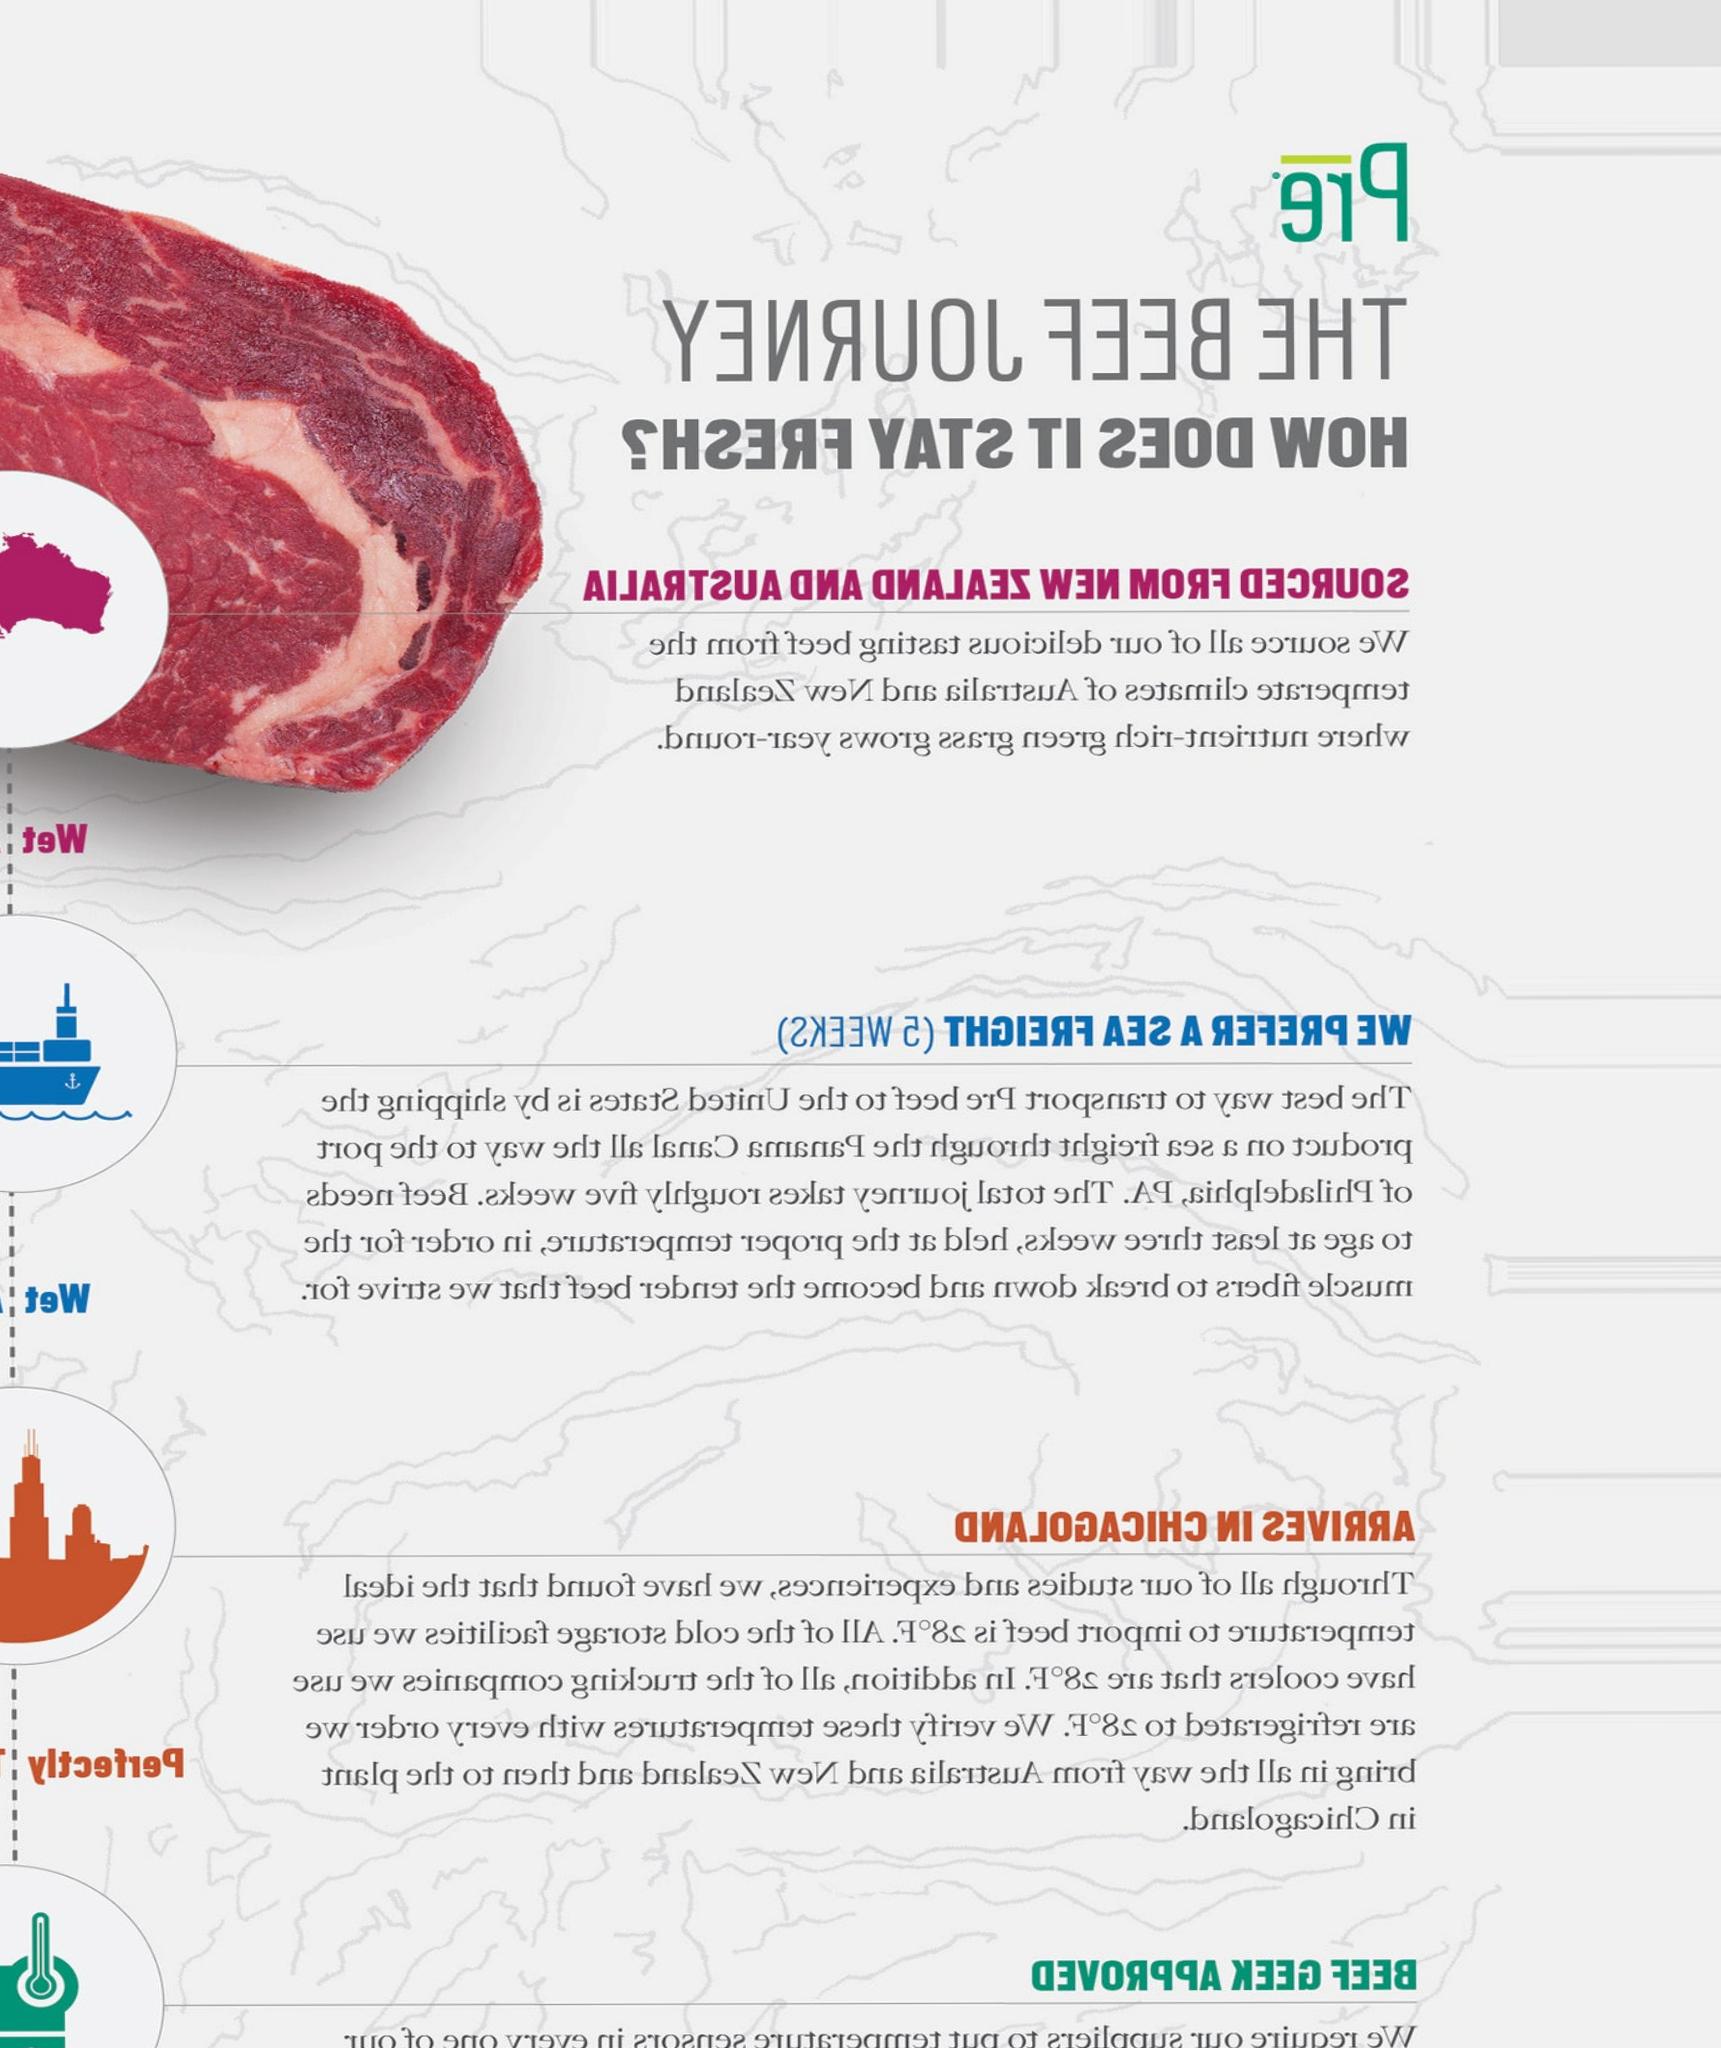 Pre
THE BEEF JOURNEY
HOW DOES IT STAY FRESH?
SOURCED FROM NEW ZEALAND AND AUSTRALIA
We source all of our delicious tasting beef from the
temperate climates of Australia and New Zealand
where nutrient-rich green grass grows year-round.
Wet
WE PREFER A SEA FREIGHT (5 WEEKS)
The best way to transport Pre beef to the United States is by shipping the
product on a sea freight through the Panama Canal all the way to the port
of Philadelphia, PA. The total journey takes roughly five weeks. Beef needs
to age at least three weeks, held at the proper temperature, in order for the
muscle fibers to break down and become the tender beef that we strive for.
Wet
ARRIVES IN CHICAGOLAND
Through all of our studies and experiences, we have found that the ideal
temperature to import beef is 28°F. All of the cold storage facilities we use
have coolers that are 28°F. In addition, all of the trucking companies we use
are refrigerated to 28°F. We verify these temperatures with every order we
bring in all the way from Australia and New Zealand and then to the plant
in Chicagoland.
Perfectly
BEEF GEEK APPROVED
We require our suppliers to put temperature sensors in every one of our